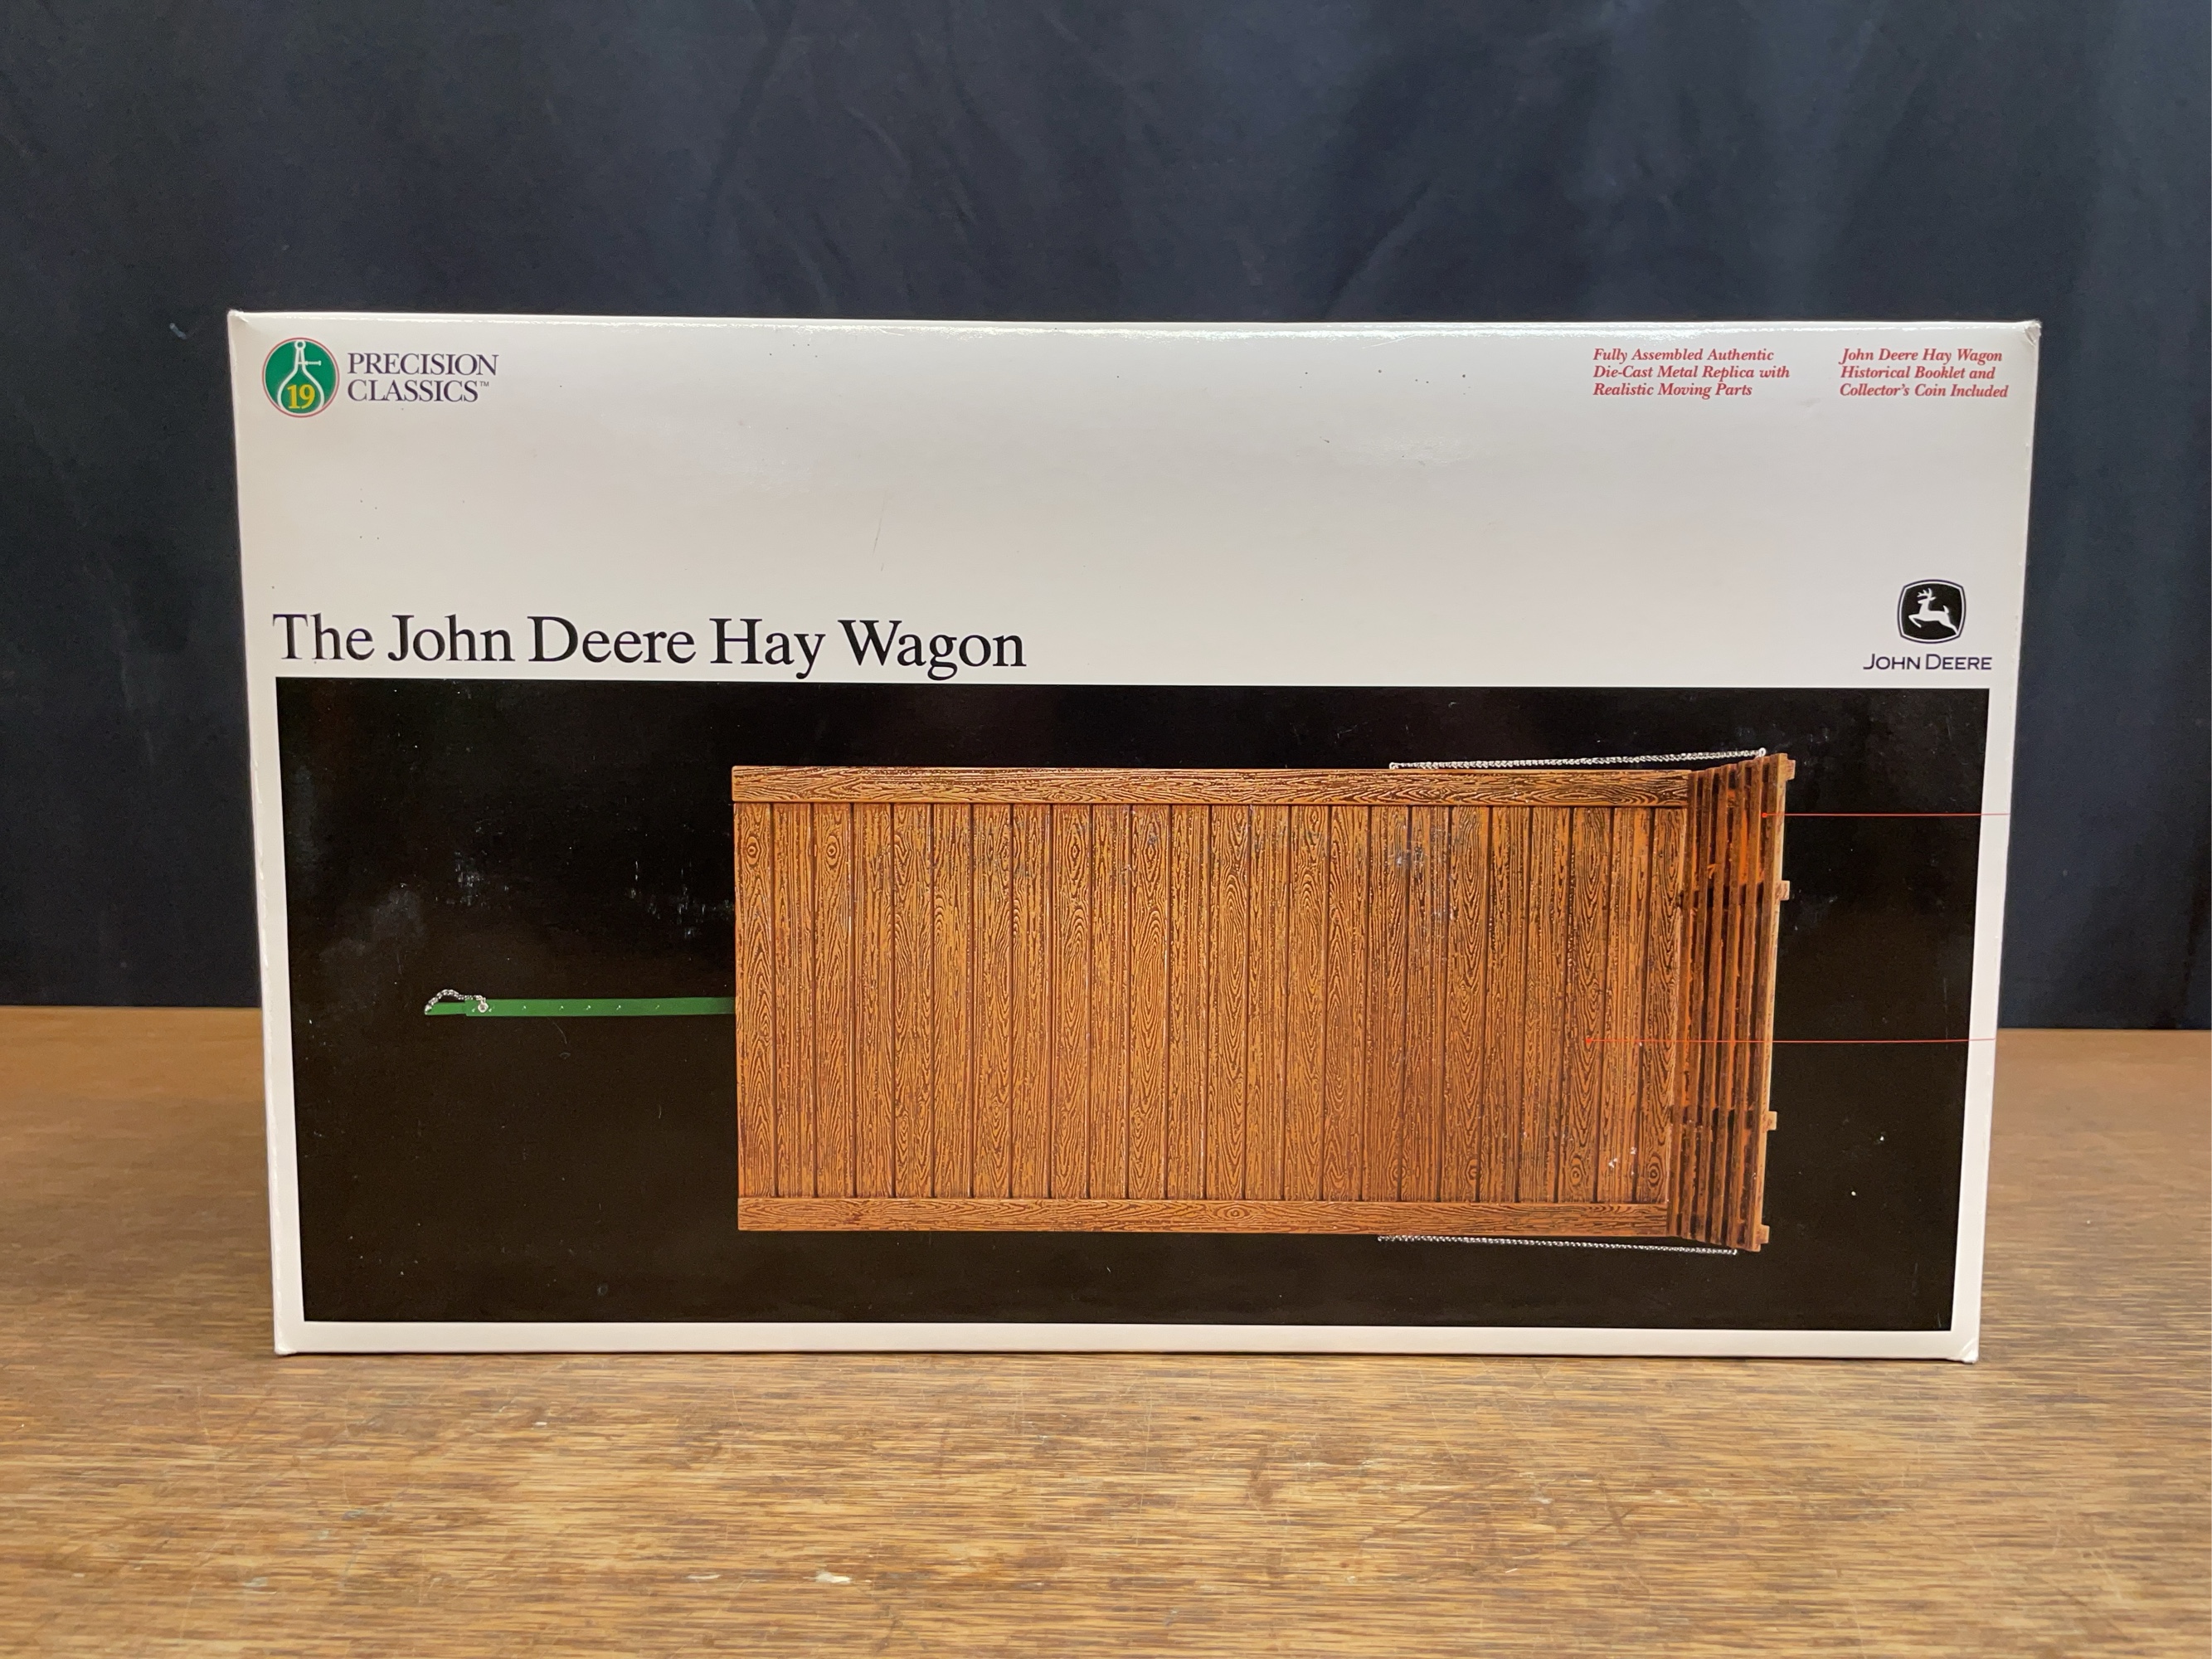 19
PRECISION
CLASSICS™
Fully Assembled Authentic
Die-Cast Metal Replica with
Realistic Moving Parts
John Deere Hay Wagon
Historical Booklet and
Collector's Coin Included
The John Deere Hay Wagon
JOHN DEERE